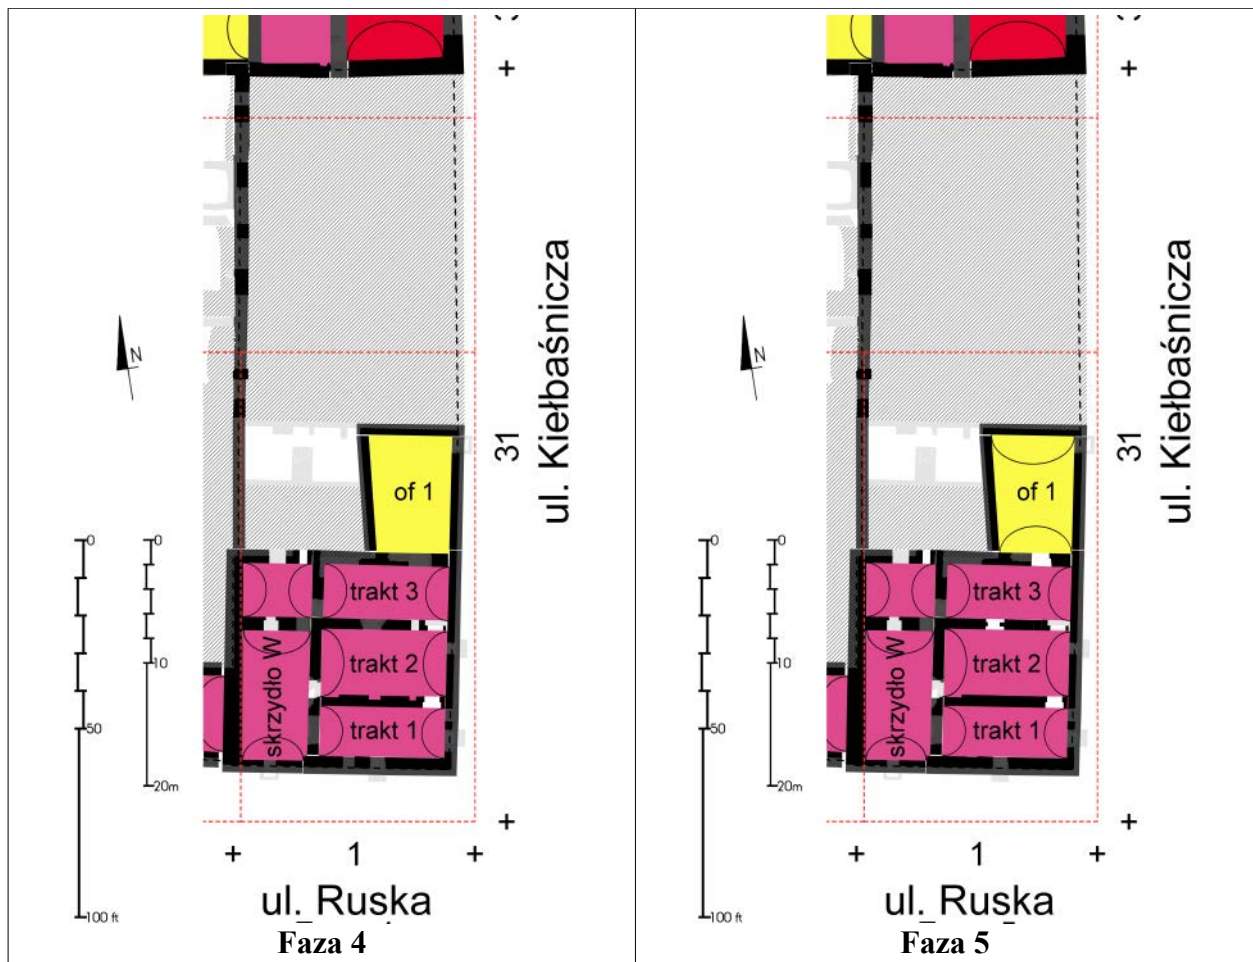 +
ul. Kiełbaśnicza
31
N
of 1
0
0
trakt 3
trakt 2
skrzydło W
10
trakt 1
50
20m
+
+ 1 +
100 ft
ul. Ruska
Faza 4
+
ul. Kiełbaśnicza
31
N
of 1
0
0
trakt 3
trakt 2
skrzydło W
10
trakt 1
50
20m
+
+ 1 +
100 ft
ul. Ruska
Faza 5